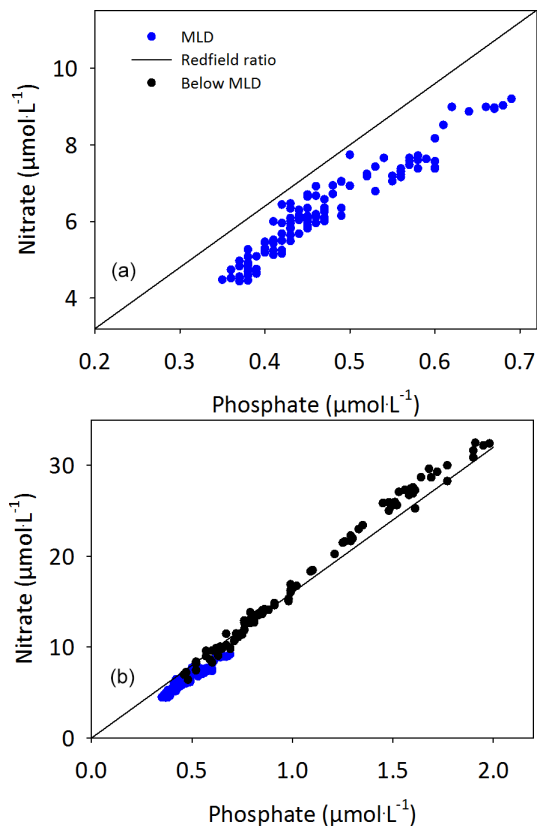 MLD
Redfield ratio
Below MLD
10
8
6
4
Nitrate (µmol·L⁻¹)
(a)
0.2 0.3 0.4 0.5 0.6 0.7
Phosphate (µmol·L⁻¹)
30
20
10
0
Nitrate (µmol·L⁻¹)
(b)
0.0 0.5 1.0 1.5 2.0
Phosphate (µmol·L⁻¹)